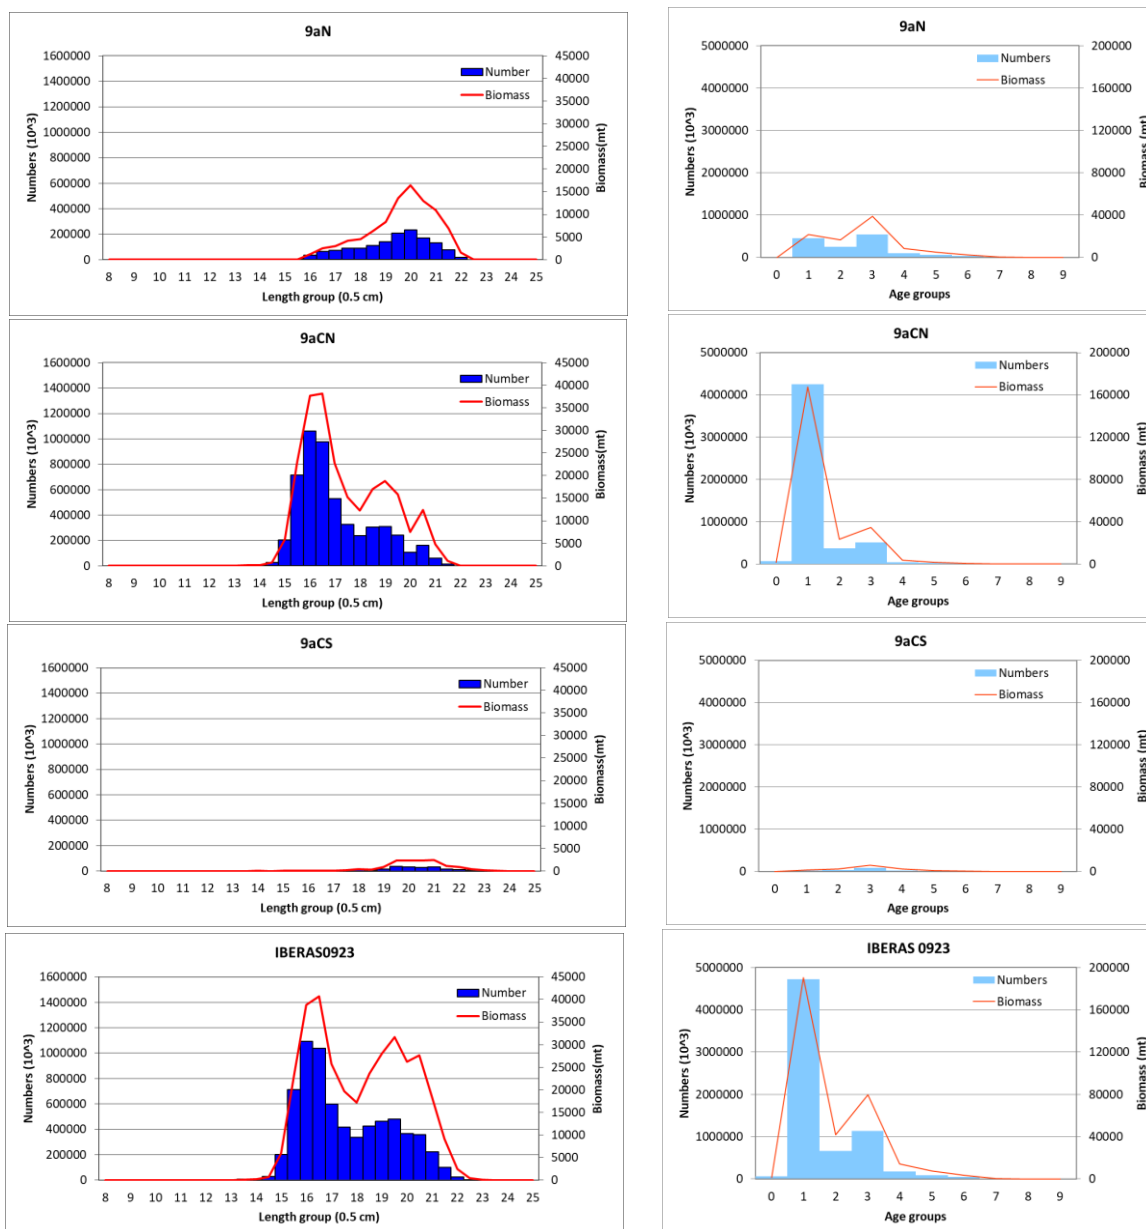 9aN
1600000
1400000
1200000
1000000
800000
600000
400000
200000
0
Numbers (10^3)
45000
40000
35000
30000
25000
20000
15000
10000
5000
0
Biomass(mt)
Number
Biomass
8 9 10 11 12 13 14 15 16 17 18 19 20 21 22 23 24 25
Length group (0.5 cm)
9aN
5000000
4000000
3000000
2000000
1000000
0
Numbers (10^3)
200000
160000
120000
80000
40000
0
Biomass (mt)
Numbers
Biomass
0 1 2 3 4 5 6 7 8 9
Age groups
9aCN
1600000
1400000
1200000
1000000
800000
600000
400000
200000
0
Numbers (10^3)
45000
40000
35000
30000
25000
20000
15000
10000
5000
0
Biomass(mt)
Number
Biomass
8 9 10 11 12 13 14 15 16 17 18 19 20 21 22 23 24 25
Length group (0.5 cm)
9aCN
5000000
4000000
3000000
2000000
1000000
0
Numbers (10^3)
200000
160000
120000
80000
40000
0
Biomass (mt)
Numbers
Biomass
0 1 2 3 4 5 6 7 8 9
Age groups
9aCS
1600000
1400000
1200000
1000000
800000
600000
400000
200000
0
Numbers (10^3)
45000
40000
35000
30000
25000
20000
15000
10000
5000
0
Biomass(mt)
Number
Biomass
8 9 10 11 12 13 14 15 16 17 18 19 20 21 22 23 24 25
Length group (0.5 cm)
9aCS
5000000
4000000
3000000
2000000
1000000
0
Numbers (10^3)
200000
160000
120000
80000
40000
0
Biomass (mt)
Numbers
Biomass
0 1 2 3 4 5 6 7 8 9
Age groups
IBERAS0923
1600000
1400000
1200000
1000000
800000
600000
400000
200000
0
Numbers (10^3)
45000
40000
35000
30000
25000
20000
15000
10000
5000
0
Biomass(mt)
Number
Biomass
8 9 10 11 12 13 14 15 16 17 18 19 20 21 22 23 24 25
Length group (0.5 cm)
IBERAS 0923
5000000
4000000
3000000
2000000
1000000
0
Numbers (10^3)
200000
160000
120000
80000
40000
0
Biomass (mt)
Numbers
Biomass
0 1 2 3 4 5 6 7 8 9
Age groups